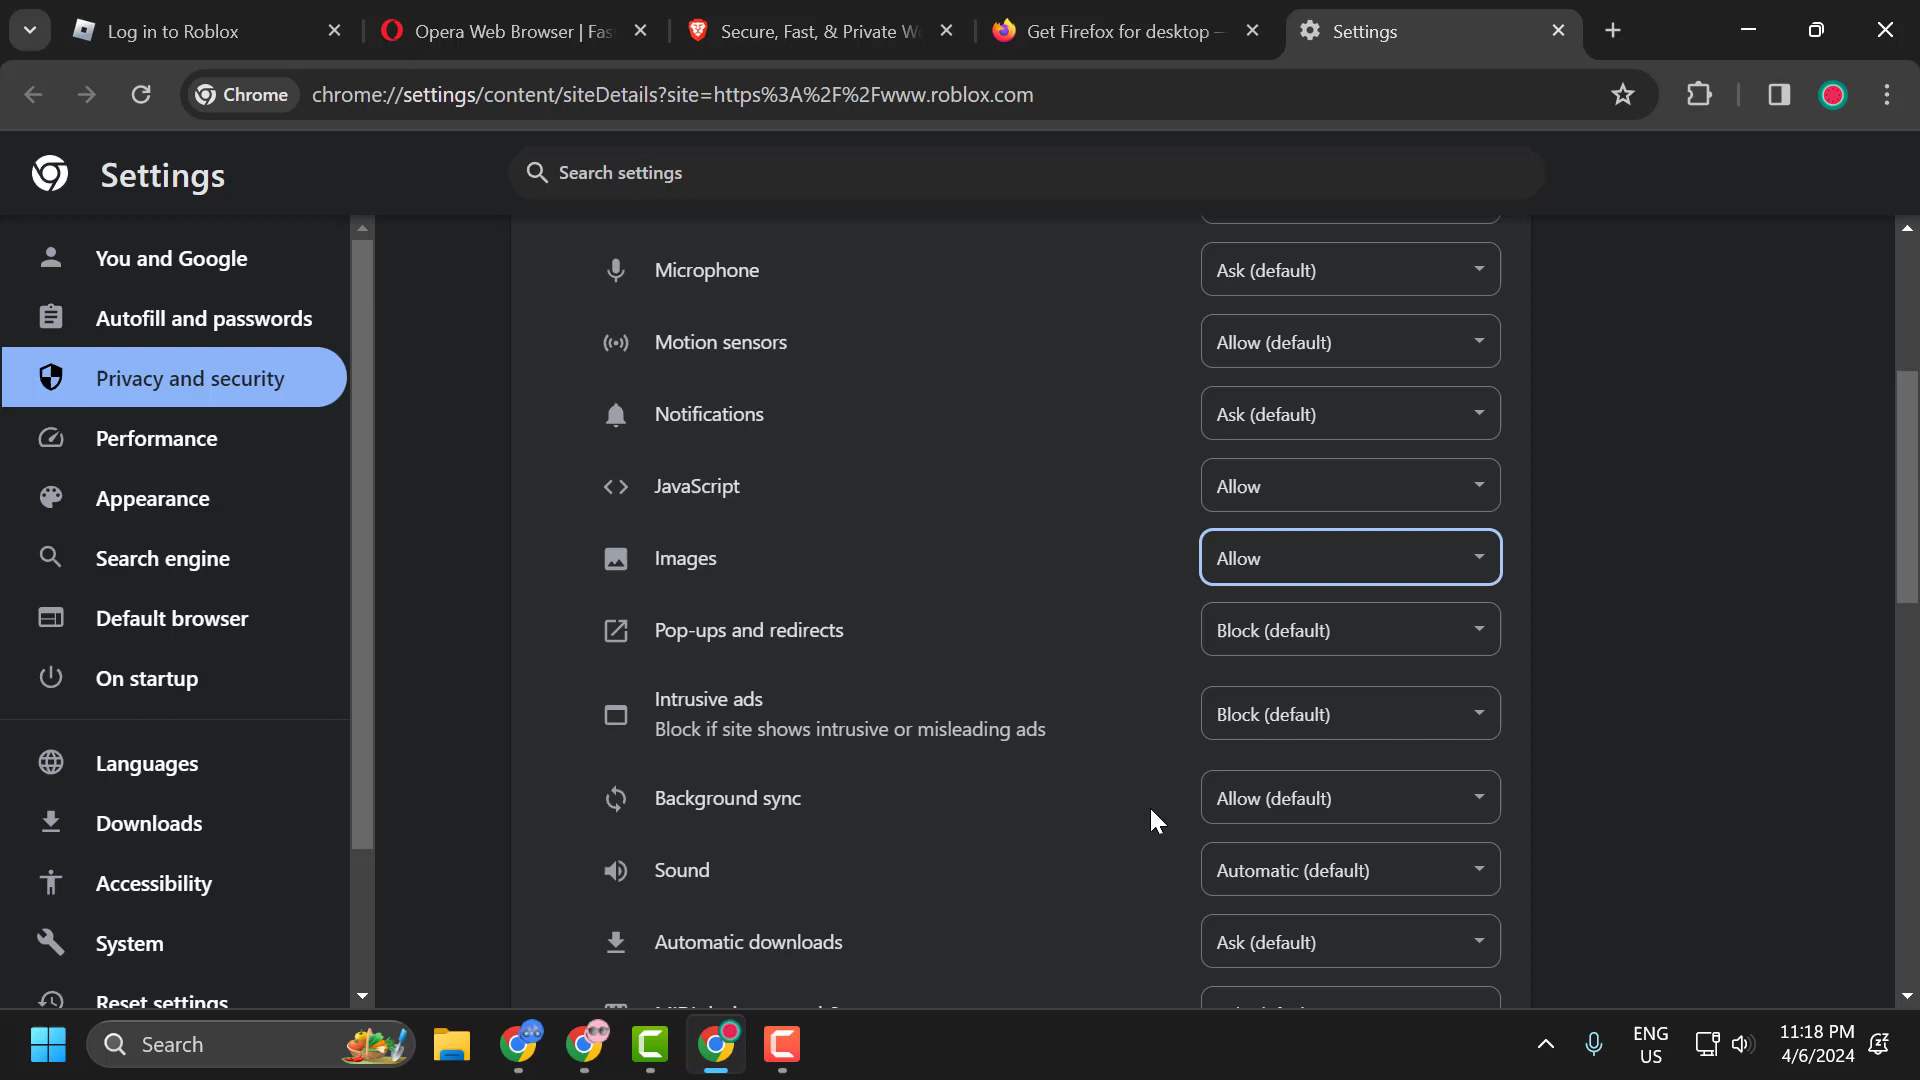 Log in to Roblox
Opera Web Browser | Fas
Secure, Fast, & Private W
Get Firefox for desktop —
Settings
Chrome
chrome://settings/content/siteDetails?site=https%3A%2F%2Fwww.roblox.com
Settings
Search settings
You and Google
Autofill and passwords
Privacy and security
Performance
Appearance
Search engine
Default browser
On startup
Languages
Downloads
Accessibility
System
Reset settings
Microphone
Ask (default)
Motion sensors
Allow (default)
Notifications
Ask (default)
JavaScript
Allow
Images
Allow
Pop-ups and redirects
Block (default)
Intrusive ads
Block if site shows intrusive or misleading ads
Block (default)
Background sync
Allow (default)
Sound
Automatic (default)
Automatic downloads
Ask (default)
Search
ENG
US
11:18 PM
4/6/2024